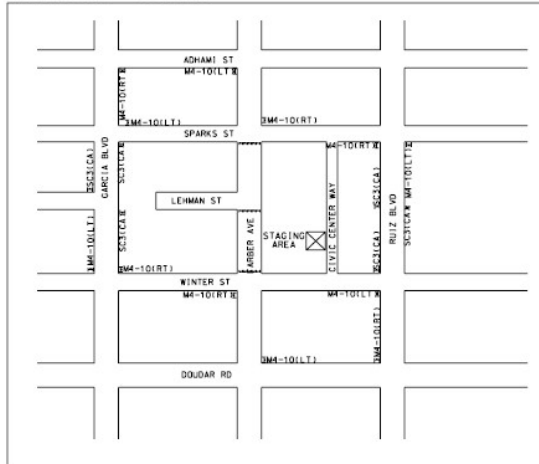 ADHAMI ST
M4-10(LT)
M4-10(RT)
M4-10(LT)
M4-10(RT)
SPARKS ST
GARCIA BLVD
SC3(CA)
SC3(CA)
M4-10(RT)
SC3(CA)
SC3(CA)
M4-10(LT)
LEHMAN ST
M4-10(LT)
SC3(CA)
FARBER AVE
STAGING
AREA
CIVIC CENTER WAY
RUIZ BLVD
SC3(CA)
M4-10(RT)
WINTER ST
M4-10(RT)
M4-10(LT)
M4-10(RT)
M4-10(LT)
DOUDAR RD